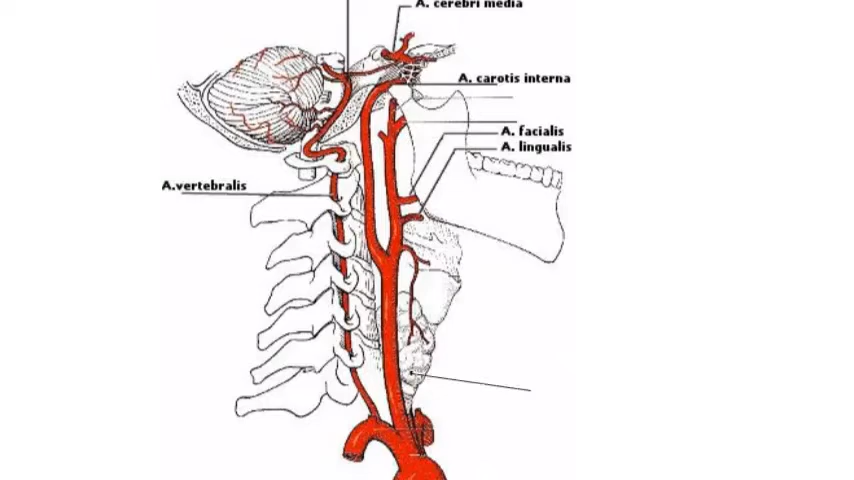 A. cerebri media
A. carotis interna
A. facialis
A. lingualis
A.vertebralis